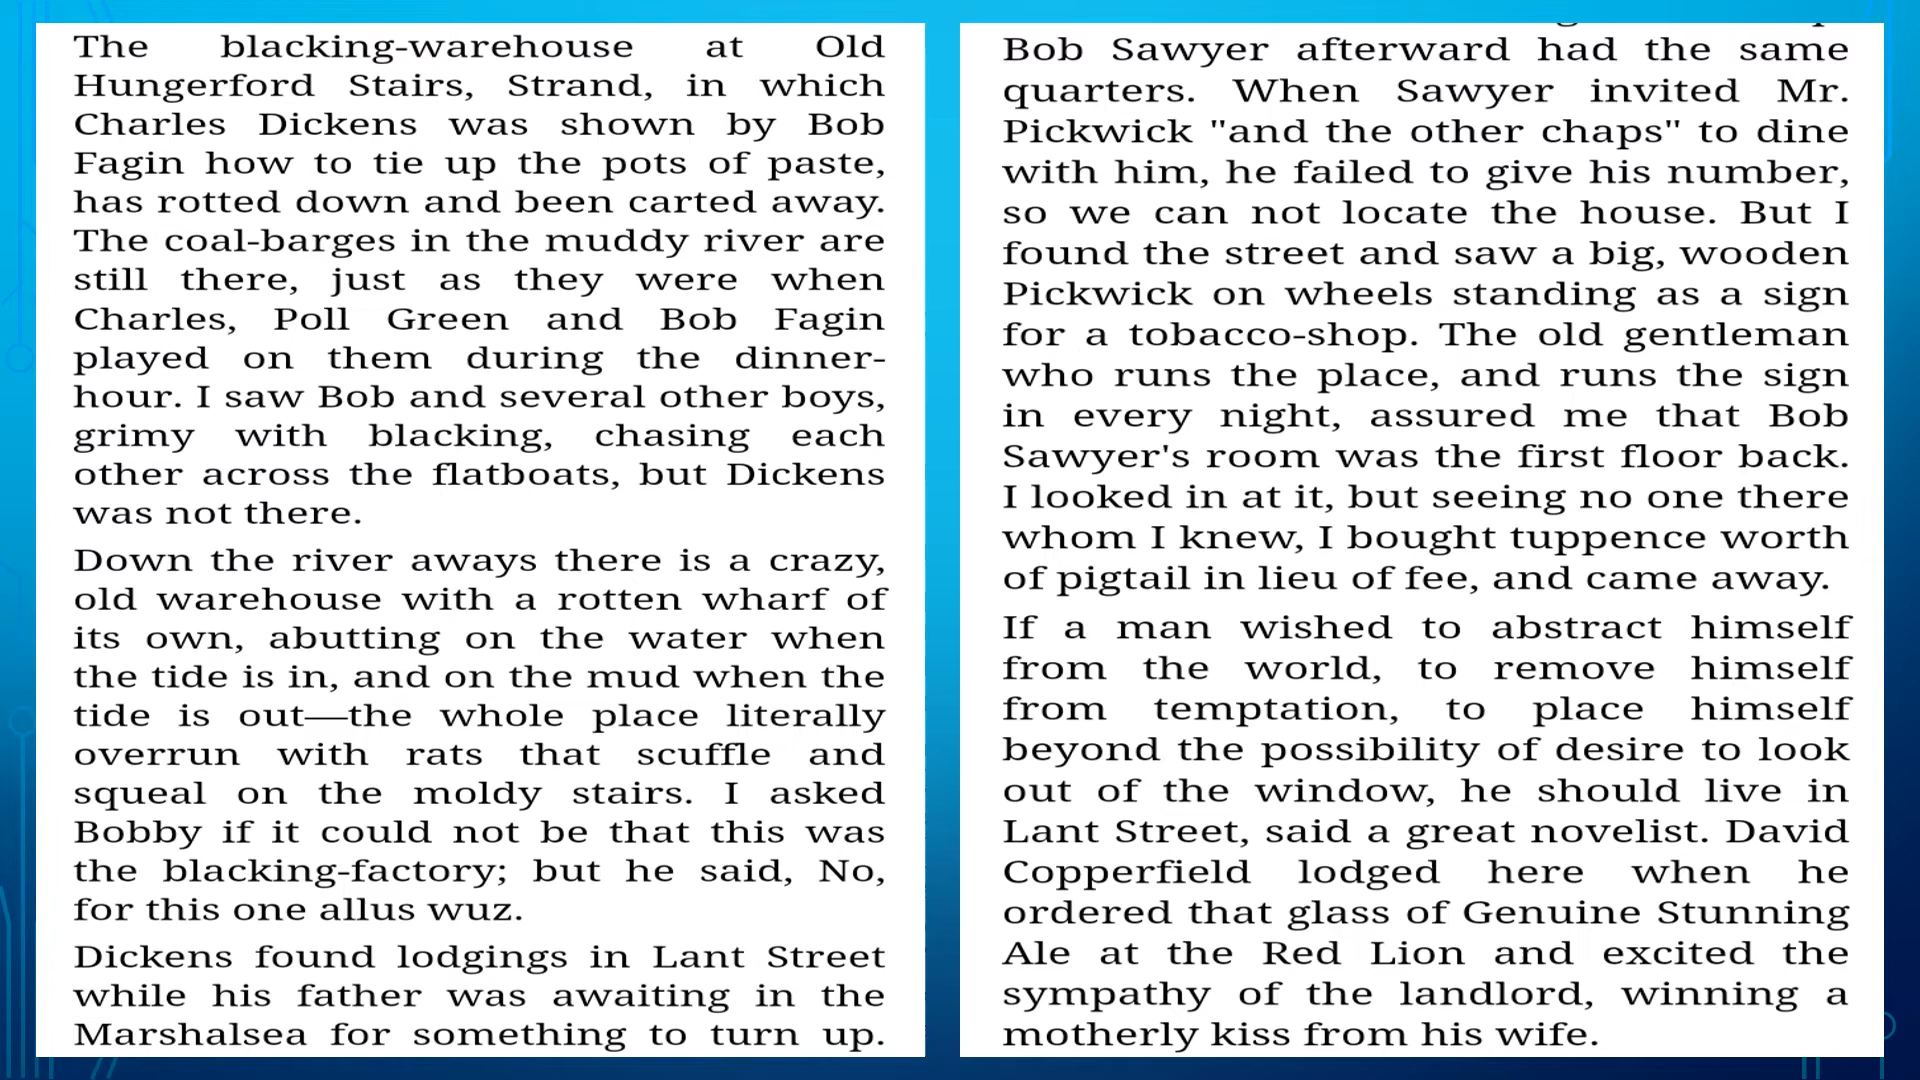 The blacking-warehouse at Old
Hungerford Stairs, Strand, in which
Charles Dickens was shown by Bob
Fagin how to tie up the pots of paste,
has rotted down and been carted away.
The coal-barges in the muddy river are
still there, just as they were when
Charles, Poll Green and Bob Fagin
played on them during the dinner-
hour. I saw Bob and several other boys,
grimy with blacking, chasing each
other across the flatboats, but Dickens
was not there.
Down the river aways there is a crazy,
old warehouse with a rotten wharf of
its own, abutting on the water when
the tide is in, and on the mud when the
tide is out—the whole place literally
overrun with rats that scuffle and
squeal on the moldy stairs. I asked
Bobby if it could not be that this was
the blacking-factory; but he said, No,
for this one allus wuz.
Dickens found lodgings in Lant Street
while his father was awaiting in the
Marshalsea for something to turn up.
Bob Sawyer afterward had the same
quarters. When Sawyer invited Mr.
Pickwick "and the other chaps" to dine
with him, he failed to give his number,
so we can not locate the house. But I
found the street and saw a big, wooden
Pickwick on wheels standing as a sign
for a tobacco-shop. The old gentleman
who runs the place, and runs the sign
in every night, assured me that Bob
Sawyer's room was the first floor back.
I looked in at it, but seeing no one there
whom I knew, I bought tuppence worth
of pigtail in lieu of fee, and came away.
If a man wished to abstract himself
from the world, to remove himself
from temptation, to place himself
beyond the possibility of desire to look
out of the window, he should live in
Lant Street, said a great novelist. David
Copperfield lodged here when he
ordered that glass of Genuine Stunning
Ale at the Red Lion and excited the
sympathy of the landlord, winning a
motherly kiss from his wife.